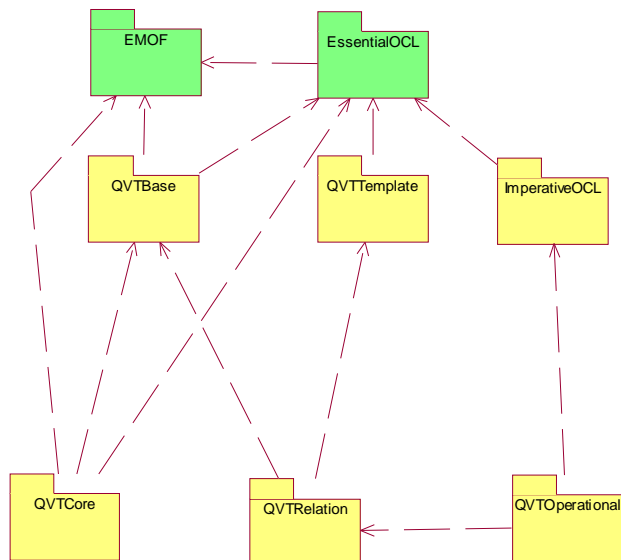 EMOF
EssentialOCL
QVTBase
QVTTemplate
ImperativeOCL
QVTCore
QVTRelation
QVTOperational